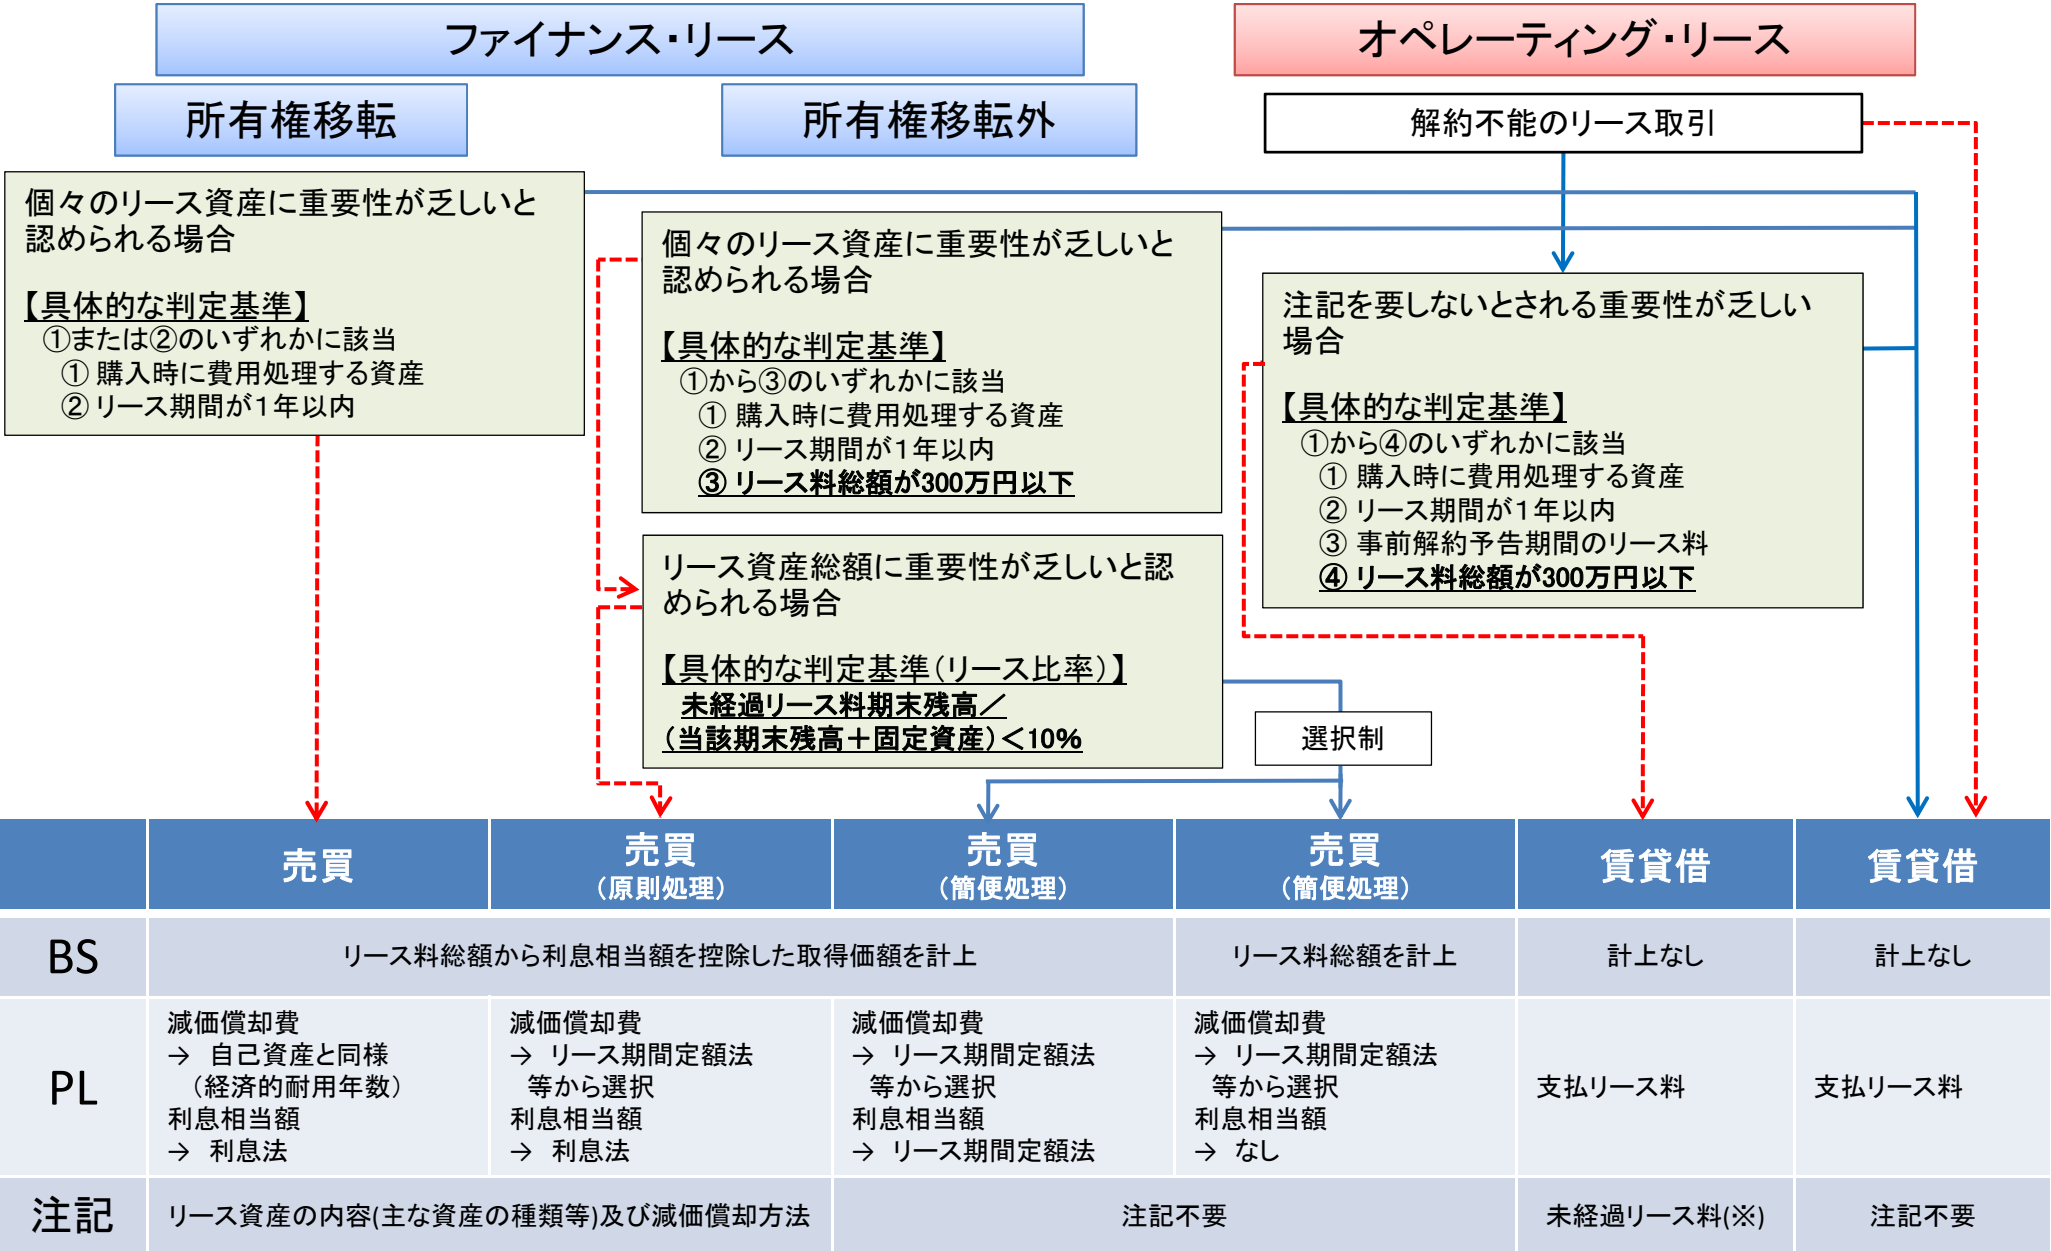 ファイナンス・リース
オペレーティング・リース
所有権移転
所有権移転外
解約不能のリース取引
個々のリース資産に重要性が乏しいと
認められる場合
【具体的な判定基準】
①または②のいずれかに該当
① 購入時に費用処理する資産
② リース期間が１年以内
個々のリース資産に重要性が乏しいと
認められる場合
【具体的な判定基準】
①から③のいずれかに該当
① 購入時に費用処理する資産
② リース期間が１年以内
③ リース料総額が300万円以下
注記を要しないとされる重要性が乏しい
場合
【具体的な判定基準】
①から④のいずれかに該当
① 購入時に費用処理する資産
② リース期間が１年以内
③ 事前解約予告期間のリース料
④ リース料総額が300万円以下
リース資産総額に重要性が乏しいと認
められる場合
【具体的な判定基準（リース比率）】
未経過リース料期末残高／
（当該期末残高＋固定資産）＜10％
選択制
売買
売買
（原則処理）
売買
（簡便処理）
売買
（簡便処理）
賃貸借
賃貸借
BS
リース料総額から利息相当額を控除した取得価額を計上
リース料総額を計上
計上なし
計上なし
PL
減価償却費
→ 自己資産と同様
（経済的耐用年数）
利息相当額
→ 利息法
減価償却費
→ リース期間定額法
等から選択
利息相当額
→ 利息法
減価償却費
→ リース期間定額法
等から選択
利息相当額
→ リース期間定額法
減価償却費
→ リース期間定額法
等から選択
利息相当額
→ なし
支払リース料
支払リース料
注記
リース資産の内容(主な資産の種類等)及び減価償却方法
注記不要
未経過リース料(※)
注記不要